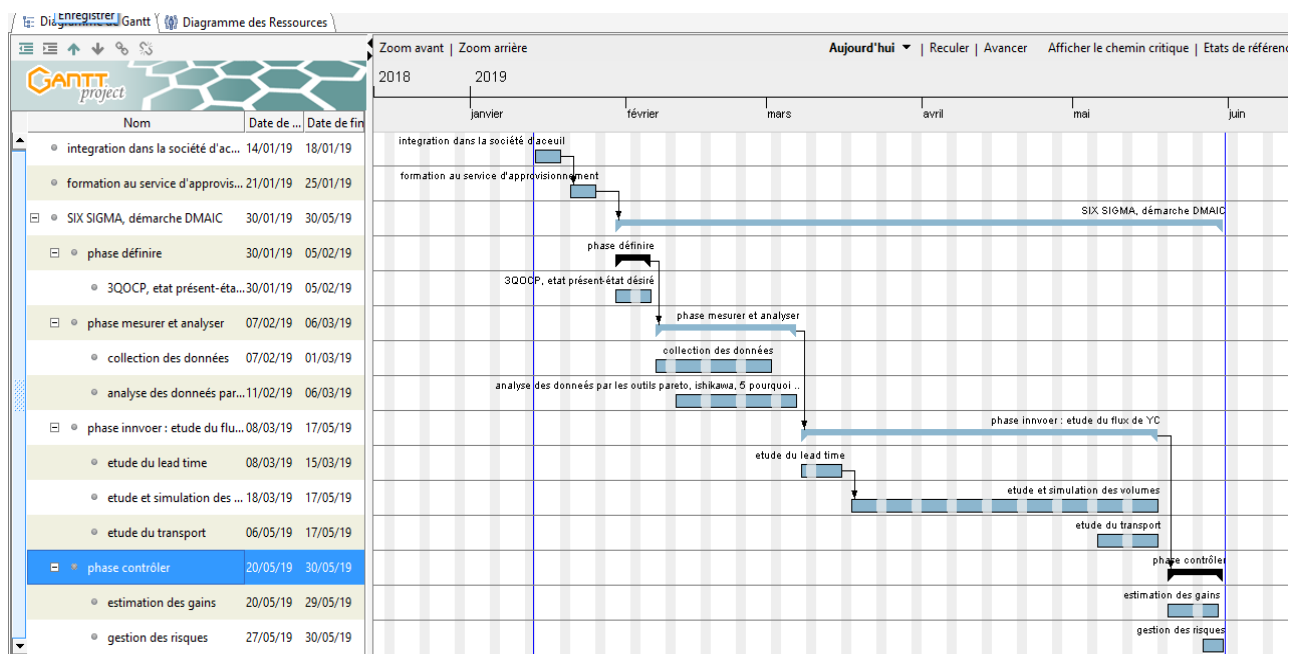 Enregistrer
Diagramme de Gantt Diagramme des Ressources
Zoom avant | Zoom arrière Aujourd'hui | Reculer | Avancer Afficher le chemin critique | Etats de référenc
GANTT project
2018 2019
janvier février mars avril mai juin
Nom Date de ... Date de fin
integration dans la société d'ac... 14/01/19 18/01/19
integration dans la société d'aceuil
formation au service d'approvis... 21/01/19 25/01/19
formation au service d'approvisionnement
SIX SIGMA, démarche DMAIC 30/01/19 30/05/19
SIX SIGMA, démarche DMAIC
phase définire 30/01/19 05/02/19
phase définire
3QOCP, etat présent-éta... 30/01/19 05/02/19
3QOCP, etat présent-état désiré
phase mesurer et analyser 07/02/19 06/03/19
phase mesurer et analyser
collection des données 07/02/19 01/03/19
collection des données
analyse des donneés par... 11/02/19 06/03/19
analyse des donneés par les outils pareto, ishikawa, 5 pourquoi ..
phase innvoer : etude du flu... 08/03/19 17/05/19
phase innvoer : etude du flux de YC
etude du lead time 08/03/19 15/03/19
etude du lead time
etude et simulation des ... 18/03/19 17/05/19
etude et simulation des volumes
etude du transport 06/05/19 17/05/19
etude du transport
phase contrôler 20/05/19 30/05/19
phase contrôler
estimation des gains 20/05/19 29/05/19
estimation des gains
gestion des risques 27/05/19 30/05/19
gestion des risques